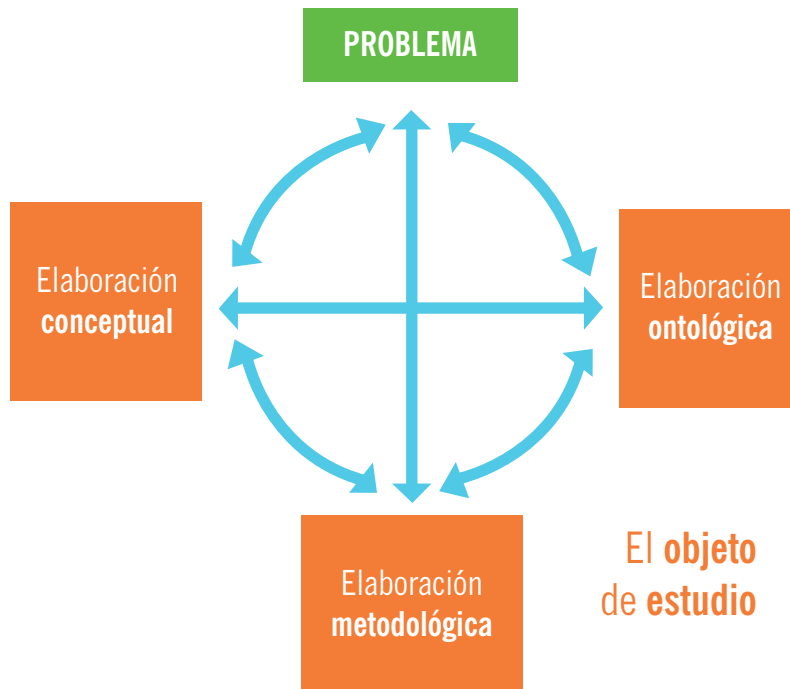 PROBLEMA
Elaboración
conceptual
Elaboración
ontológica
Elaboración
metodológica
El objeto
de estudio